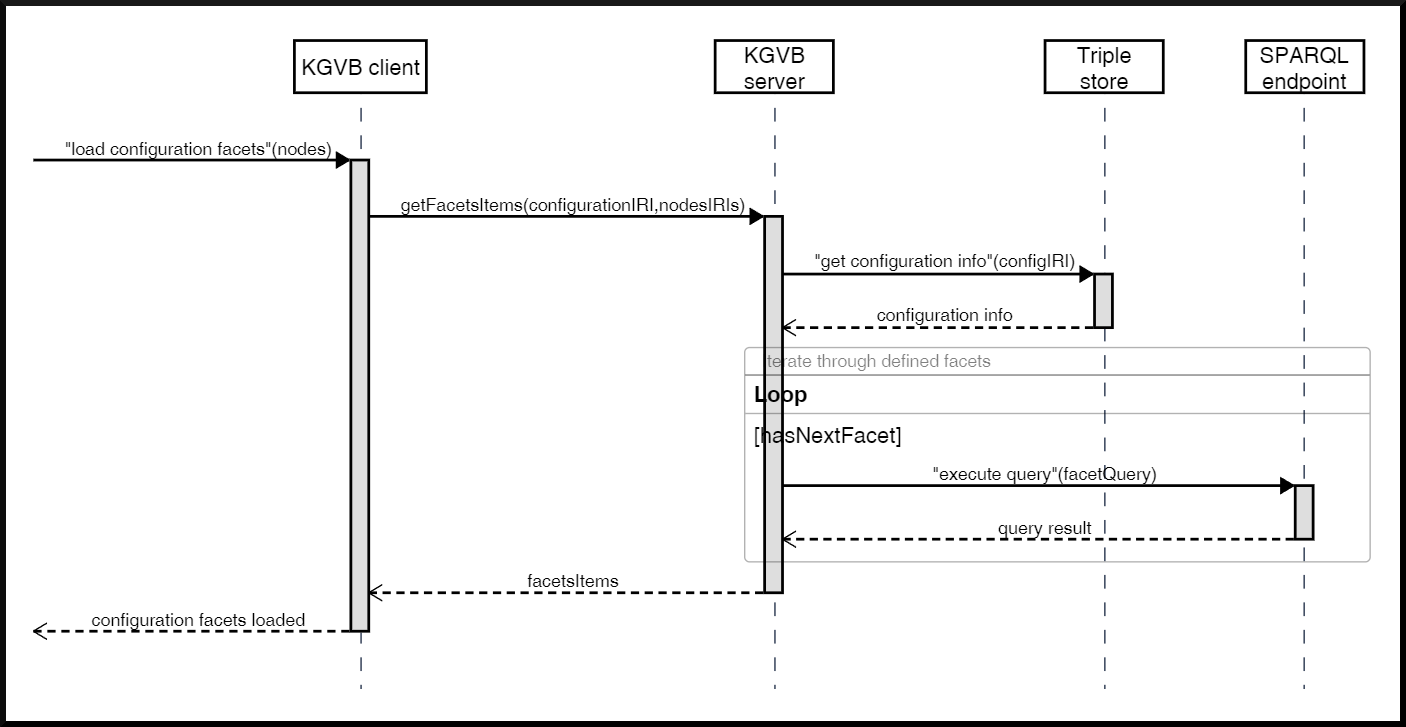 KGVB client
KGVB
server
Triple
store
SPARQL
endpoint
"load configuration facets"(nodes)
getFacetsItems(configurationIRI,nodesIRIs)
"get configuration info"(configIRI)
configuration info
Iterate through defined facets
Loop
[hasNextFacet]
"execute query"(facetQuery)
query result
facetsItems
configuration facets loaded